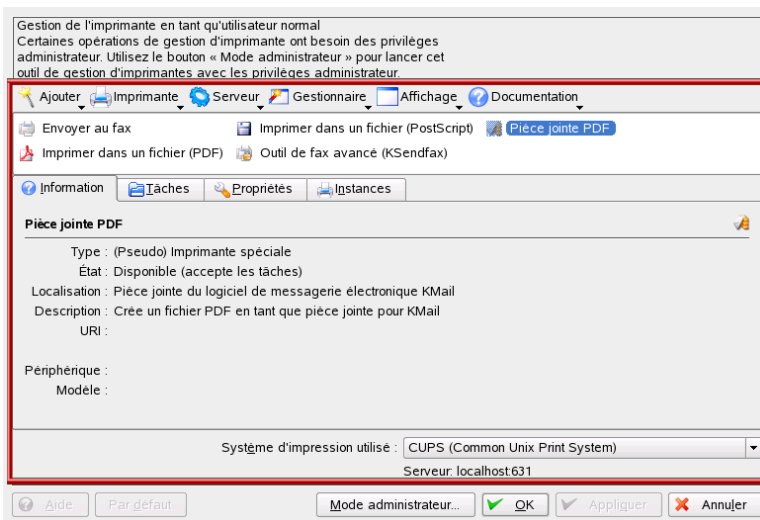 Gestion de l'imprimante en tant qu'utilisateur normal
Certaines opérations de gestion d'imprimante ont besoin des privilèges
administrateur. Utilisez le bouton « Mode administrateur » pour lancer cet
outil de gestion d'imprimantes avec les privilèges administrateur.
Ajouter Imprimante Serveur Gestionnaire Affichage Documentation
Envoyer au fax Imprimer dans un fichier (PostScript) Pièce jointe PDF
Imprimer dans un fichier (PDF) Outil de fax avancé (KSendfax)
Information Tâches Propriétés Instances
Pièce jointe PDF
Type : (Pseudo) Imprimante spéciale
État : Disponible (accepte les tâches)
Localisation : Pièce jointe du logiciel de messagerie électronique KMail
Description : Crée un fichier PDF en tant que pièce jointe pour KMail
URI :
Périphérique :
Modèle :
Système d'impression utilisé : CUPS (Common Unix Print System)
Serveur: localhost:631
Aide Par défaut Mode administrateur... OK Appliquer Annuler